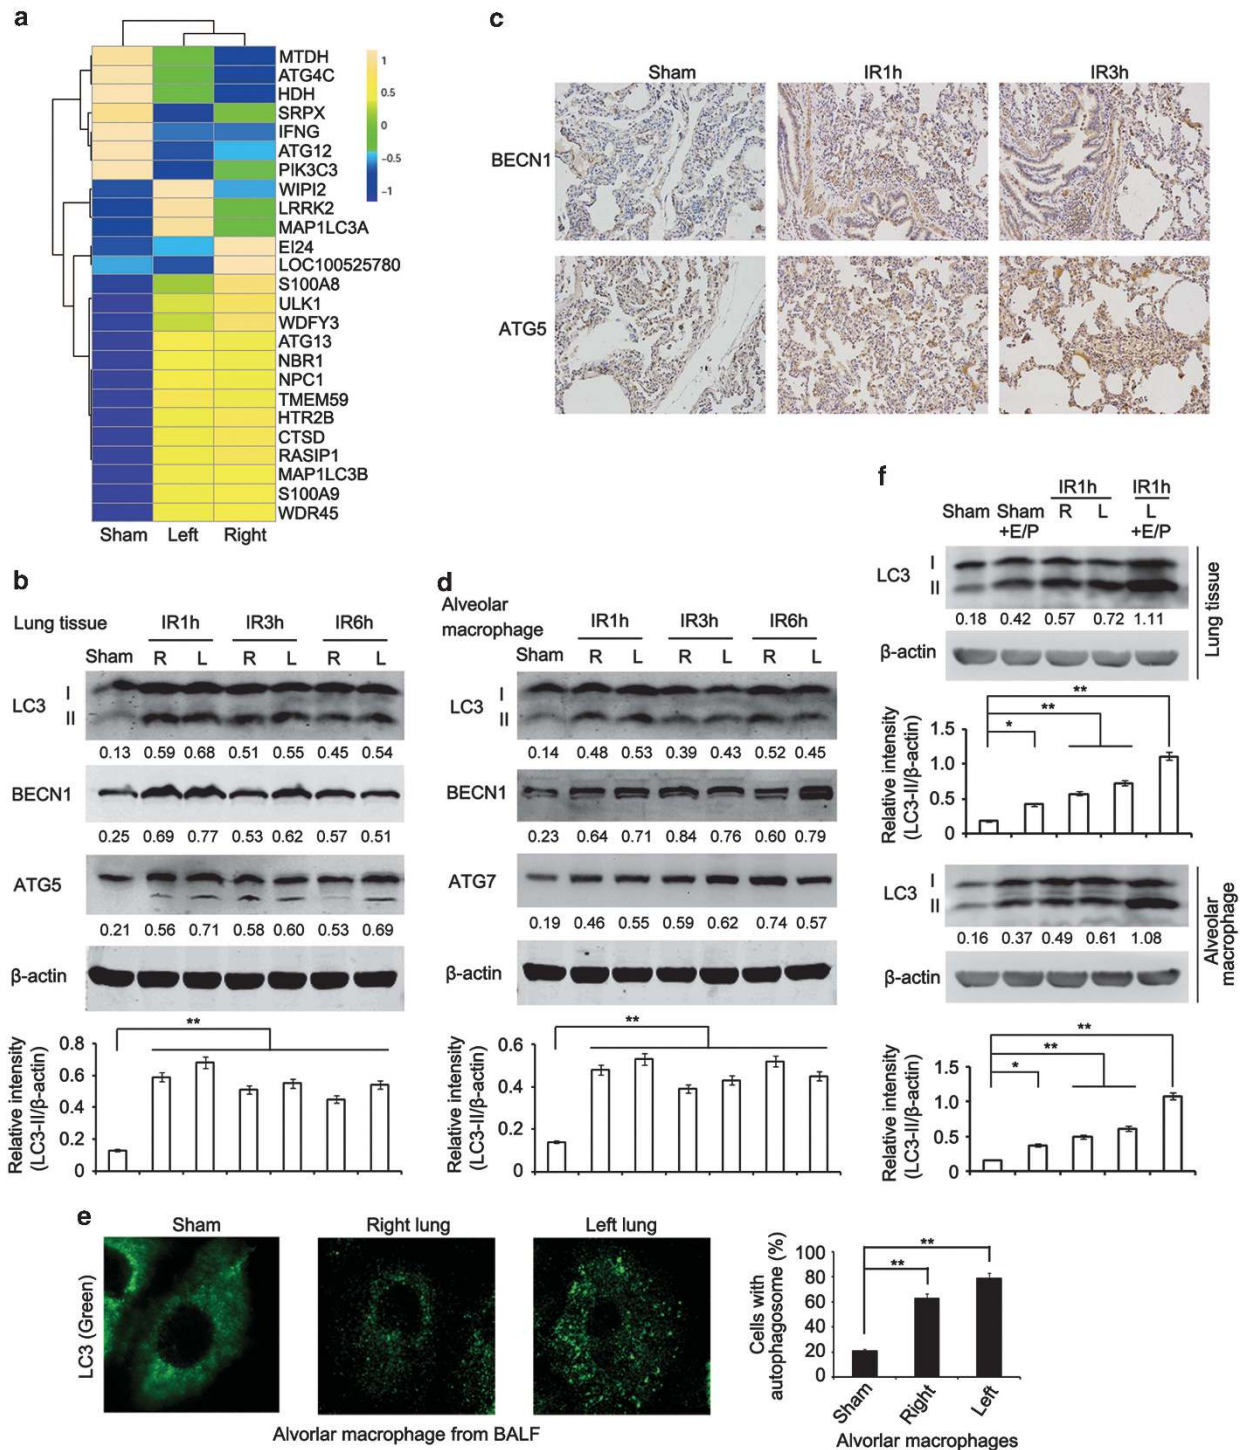 a
MTDH
ATG4C
HDH
SRPX
IFNG
ATG12
PIK3C3
WIPI2
LRRK2
MAP1LC3A
EI24
LOC100525780
S100A8
ULK1
WDFY3
ATG13
NBR1
NPC1
TMEM59
HTR2B
CTSD
RASIP1
MAP1LC3B
S100A9
WDR45
Sham Left Right
1
0.5
0
−0.5
−1
b
Lung tissue IR1h IR3h IR6h
Sham R L R L R L
LC3 I
II
0.13 0.59 0.68 0.51 0.55 0.45 0.54
BECN1
0.25 0.69 0.77 0.53 0.62 0.57 0.51
ATG5
0.21 0.56 0.71 0.58 0.60 0.53 0.69
β-actin
**
Relative intensity
(LC3-II/β-actin)
0.8
0.6
0.4
0.2
0
c
Sham IR1h IR3h
BECN1
ATG5
d
Alveolar
macrophage IR1h IR3h IR6h
Sham R L R L R L
LC3 I
II
0.14 0.48 0.53 0.39 0.43 0.52 0.45
BECN1
0.23 0.64 0.71 0.84 0.76 0.60 0.79
ATG7
0.19 0.46 0.55 0.59 0.62 0.74 0.57
β-actin
**
Relative intensity
(LC3-II/β-actin)
0.6
0.4
0.2
0
e
Sham Right lung Left lung
LC3 (Green)
Alvorlar macrophage from BALF
Cells with
autophagosome (%)
100
80
60
40
20
0
**
**
Sham Right Left
Alvorlar macrophages
f
IR1h IR1h
Sham Sham R L L
+E/P +E/P
LC3 I
II
0.18 0.42 0.57 0.72 1.11
β-actin
Lung tissue
**
**
*
Relative intensity
(LC3-II/β-actin)
1.5
1.0
0.5
0
LC3 I
II
0.16 0.37 0.49 0.61 1.08
β-actin
Alveolar
macrophage
**
**
*
Relative intensity
(LC3-II/β-actin)
1.5
1.0
0.5
0